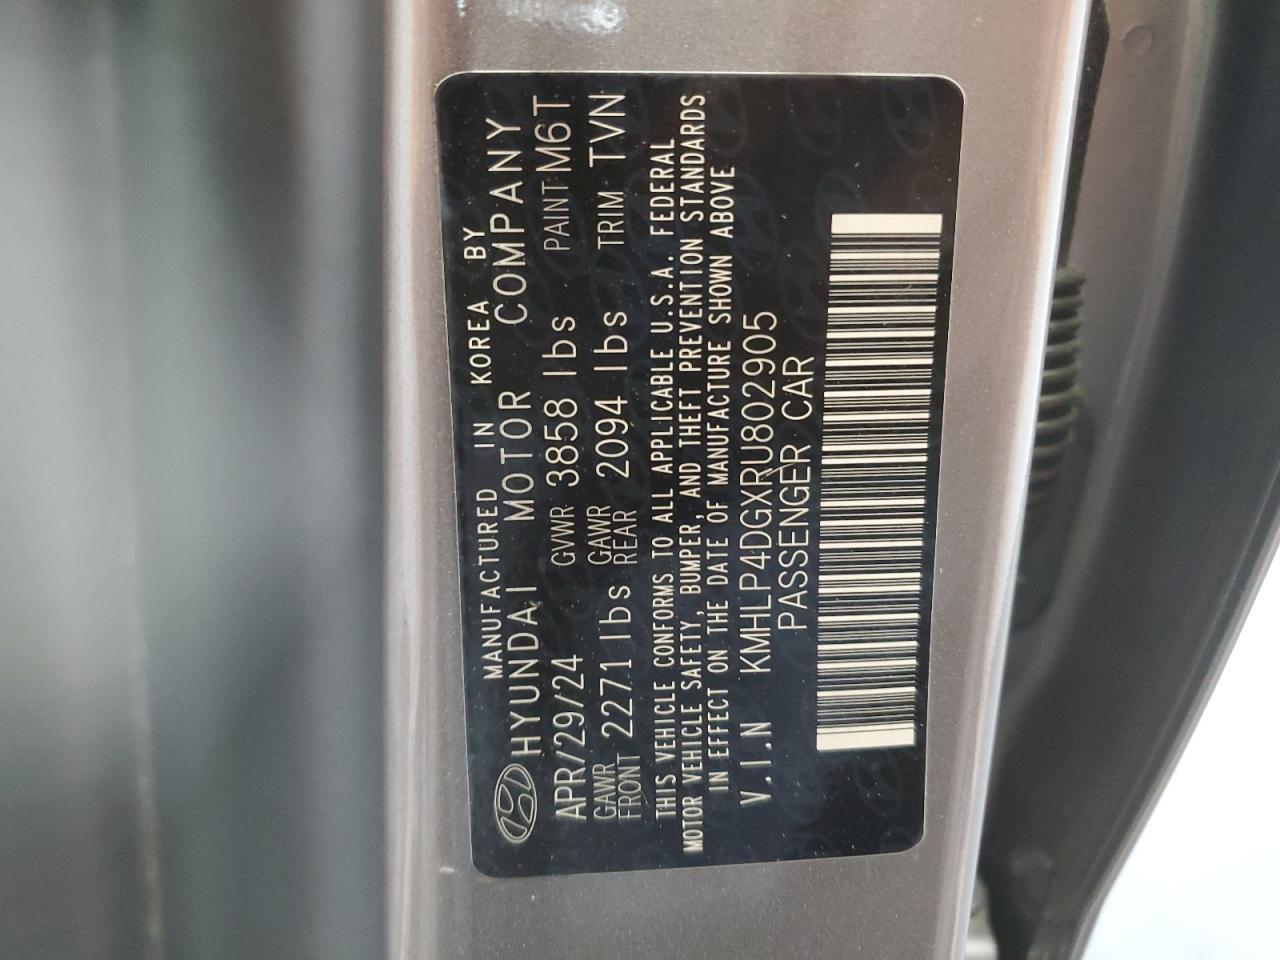 MANUFACTURED IN KOREA BY
HYUNDAI MOTOR COMPANY
APR/29/24 GVWR 3858 lbs PAINT M6T
GAWR FRONT 2271 lbs GAWR REAR 2094 lbs TRIM TVN
THIS VEHICLE CONFORMS TO ALL APPLICABLE U.S.A. FEDERAL
MOTOR VEHICLE SAFETY, BUMPER, AND THEFT PREVENTION STANDARDS
IN EFFECT ON THE DATE OF MANUFACTURE SHOWN ABOVE
V.I.N KMHLP4DGXRU802905
PASSENGER CAR